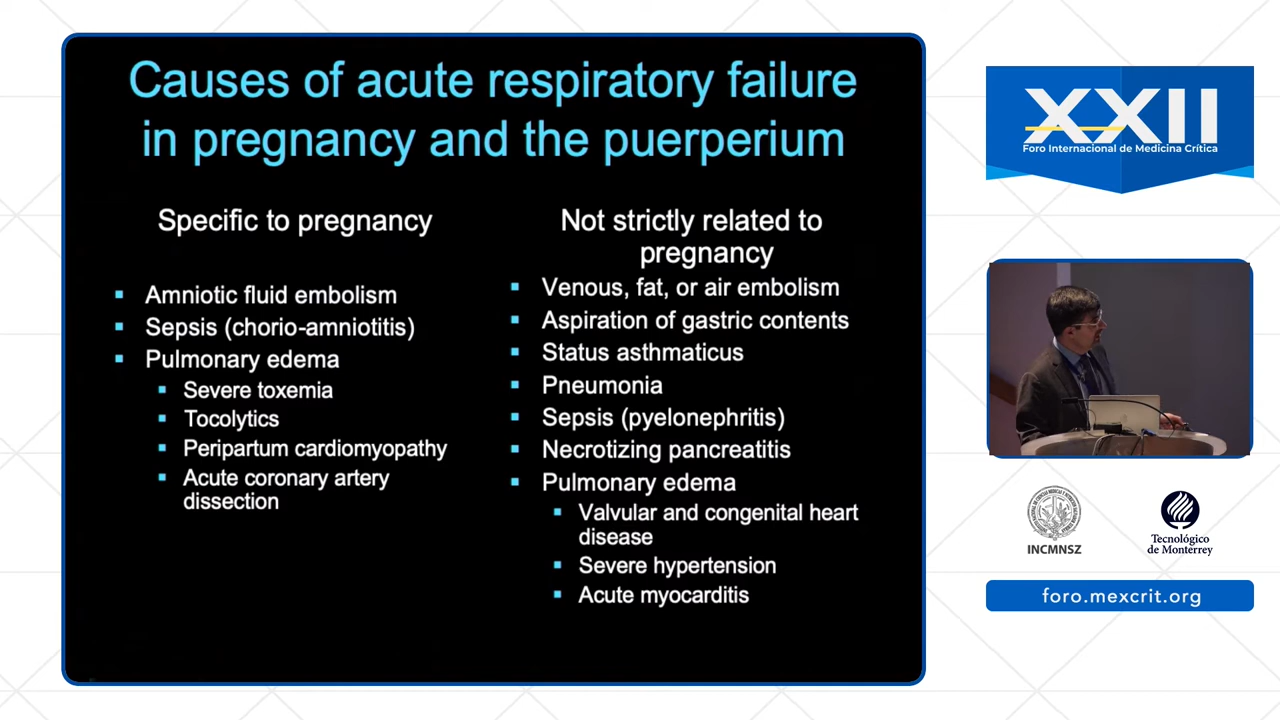 Causes of acute respiratory failure
in pregnancy and the puerperium
Specific to pregnancy
Amniotic fluid embolism
Sepsis (chorio-amniotitis)
Pulmonary edema
Severe toxemia
Tocolytics
Peripartum cardiomyopathy
Acute coronary artery
dissection
Not strictly related to
pregnancy
Venous, fat, or air embolism
Aspiration of gastric contents
Status asthmaticus
Pneumonia
Sepsis (pyelonephritis)
Necrotizing pancreatitis
Pulmonary edema
Valvular and congenital heart
disease
Severe hypertension
Acute myocarditis
XXII
Foro Internacional de Medicina Crítica
INCMNSZ
Tecnológico
de Monterrey
foro.mexcrit.org